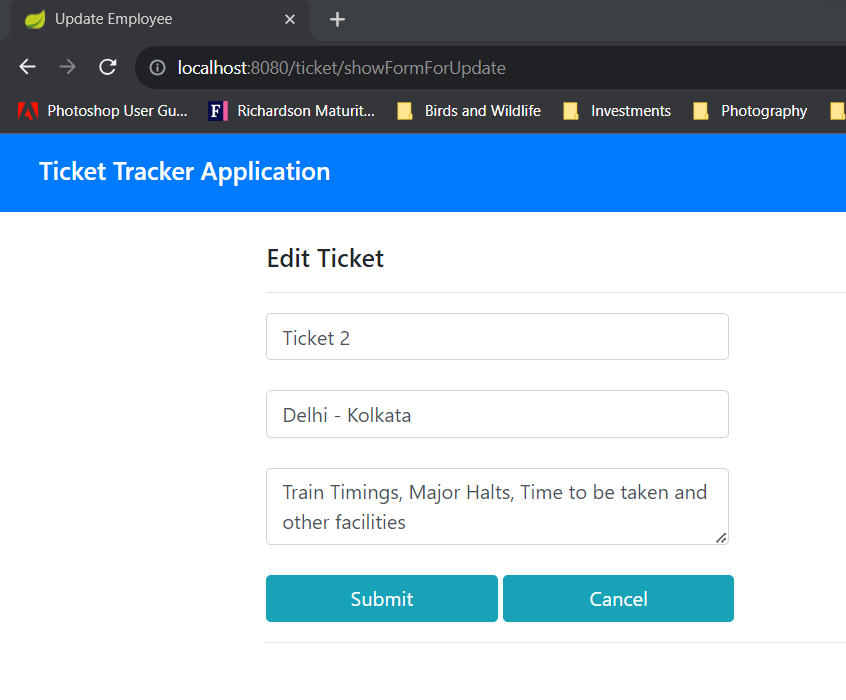 Update Employee
localhost:8080/ticket/showFormForUpdate
Photoshop User Gu... F Richardson Maturit... Birds and Wildlife Investments Photography
Ticket Tracker Application
Edit Ticket
Ticket 2
Delhi - Kolkata
Train Timings, Major Halts, Time to be taken and
other facilities
Submit Cancel